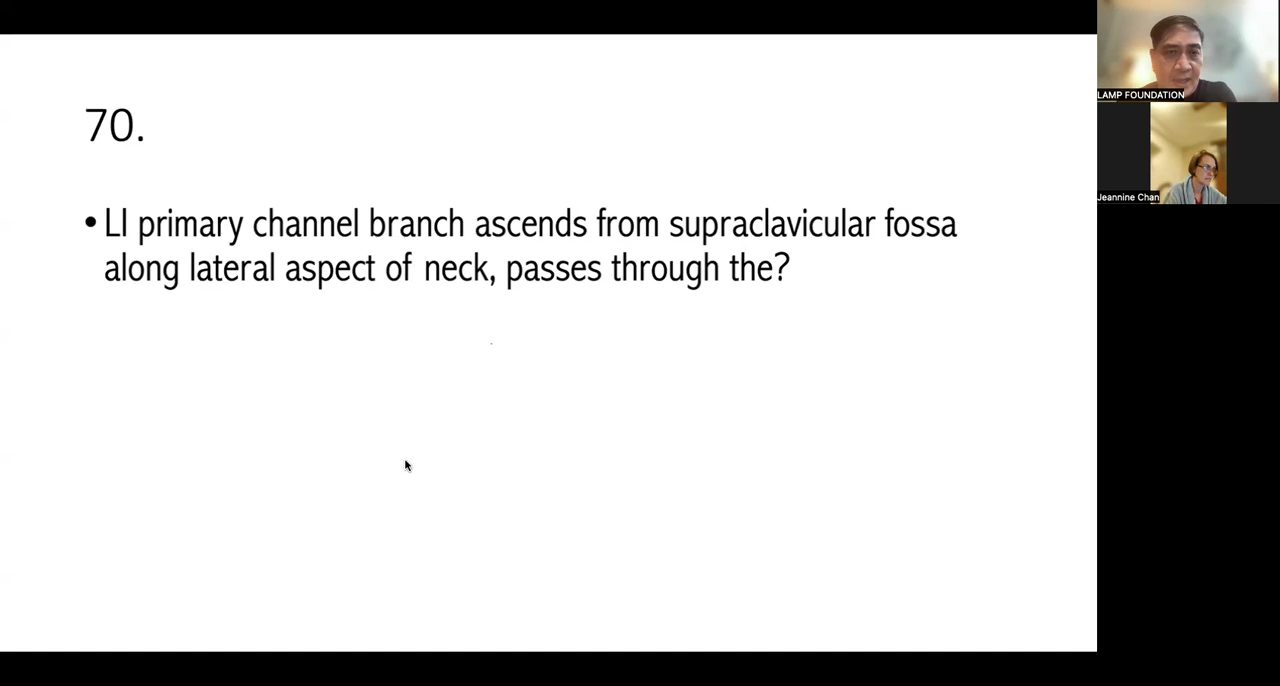 70.
• LI primary channel branch ascends from supraclavicular fossa
along lateral aspect of neck, passes through the?
LAMP FOUNDATION
Jeannine Chan